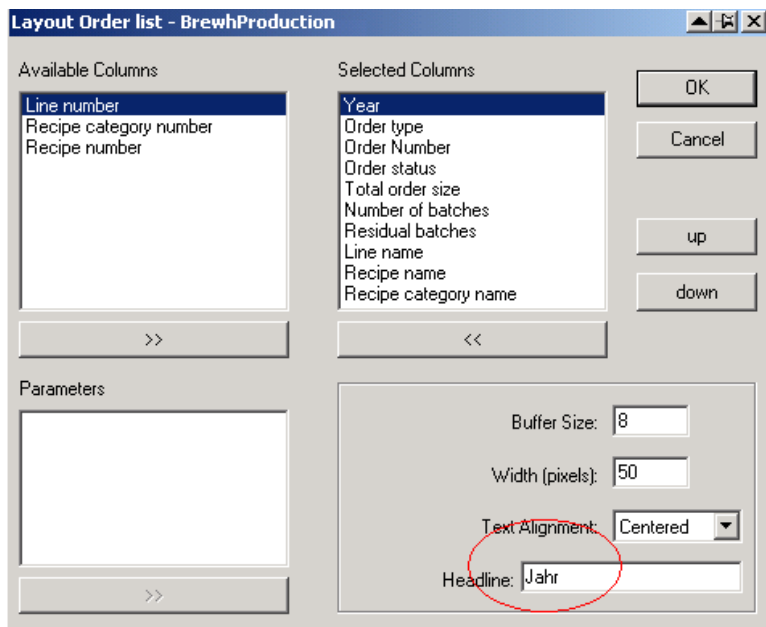 Layout Order list - BrewhProduction
Available Columns
Line number
Recipe category number
Recipe number
>>
Selected Columns
Year
Order type
Order Number
Order status
Total order size
Number of batches
Residual batches
Line name
Recipe name
Recipe category name
<<
OK
Cancel
up
down
Parameters
>>
Buffer Size: 8
Width (pixels): 50
Text Alignment: Centered
Headline: Jahr